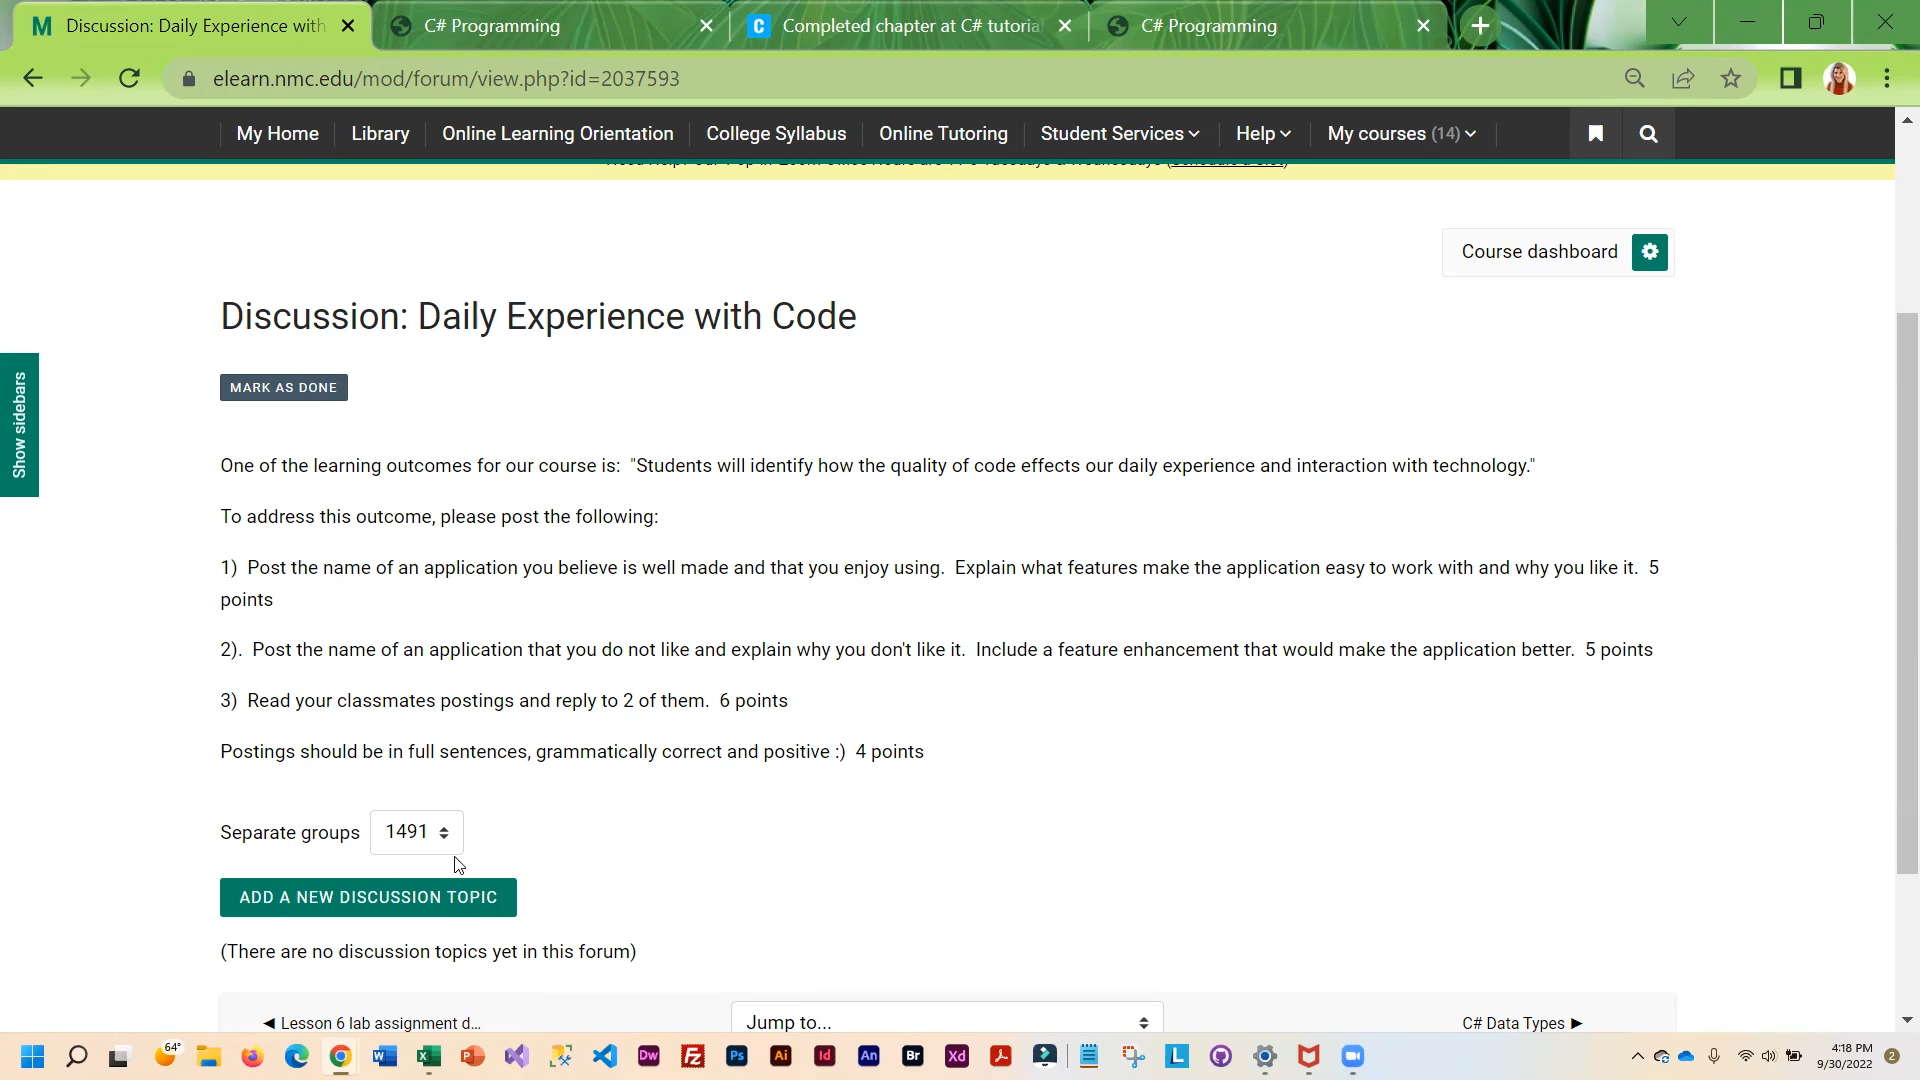 Discussion: Daily Experience with
C# Programming
Completed chapter at C# tutoria
C# Programming
elearn.nmc.edu/mod/forum/view.php?id=2037593
My Home Library Online Learning Orientation College Syllabus Online Tutoring Student Services Help My courses (14)
Course dashboard
Discussion: Daily Experience with Code
MARK AS DONE
Show sidebars
One of the learning outcomes for our course is: "Students will identify how the quality of code effects our daily experience and interaction with technology."
To address this outcome, please post the following:
1) Post the name of an application you believe is well made and that you enjoy using. Explain what features make the application easy to work with and why you like it. 5
points
2). Post the name of an application that you do not like and explain why you don't like it. Include a feature enhancement that would make the application better. 5 points
3) Read your classmates postings and reply to 2 of them. 6 points
Postings should be in full sentences, grammatically correct and positive :) 4 points
Separate groups 1491
ADD A NEW DISCUSSION TOPIC
(There are no discussion topics yet in this forum)
◄ Lesson 6 lab assignment d...
Jump to...
C# Data Types ►
64°
Dw
Fz
Ps
Ai
Id
An
Br
Xd
L
4:18 PM
9/30/2022
2